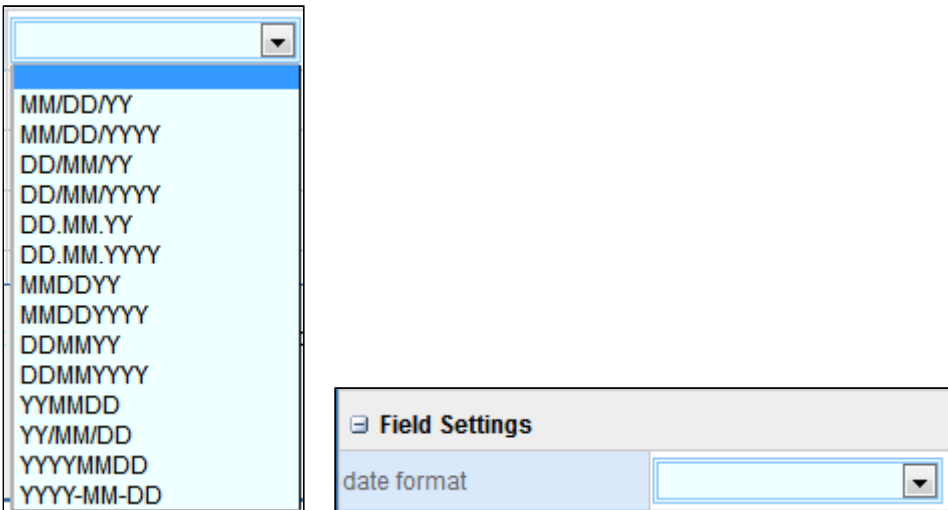 MM/DD/YY
MM/DD/YYYY
DD/MM/YY
DD/MM/YYYY
DD.MM.YY
DD.MM.YYYY
MMDDYY
MMDDYYYY
DDMMYY
DDMMYYYY
YYMMDD
YY/MM/DD
YYYYMMDD
YYYY-MM-DD
Field Settings
date format